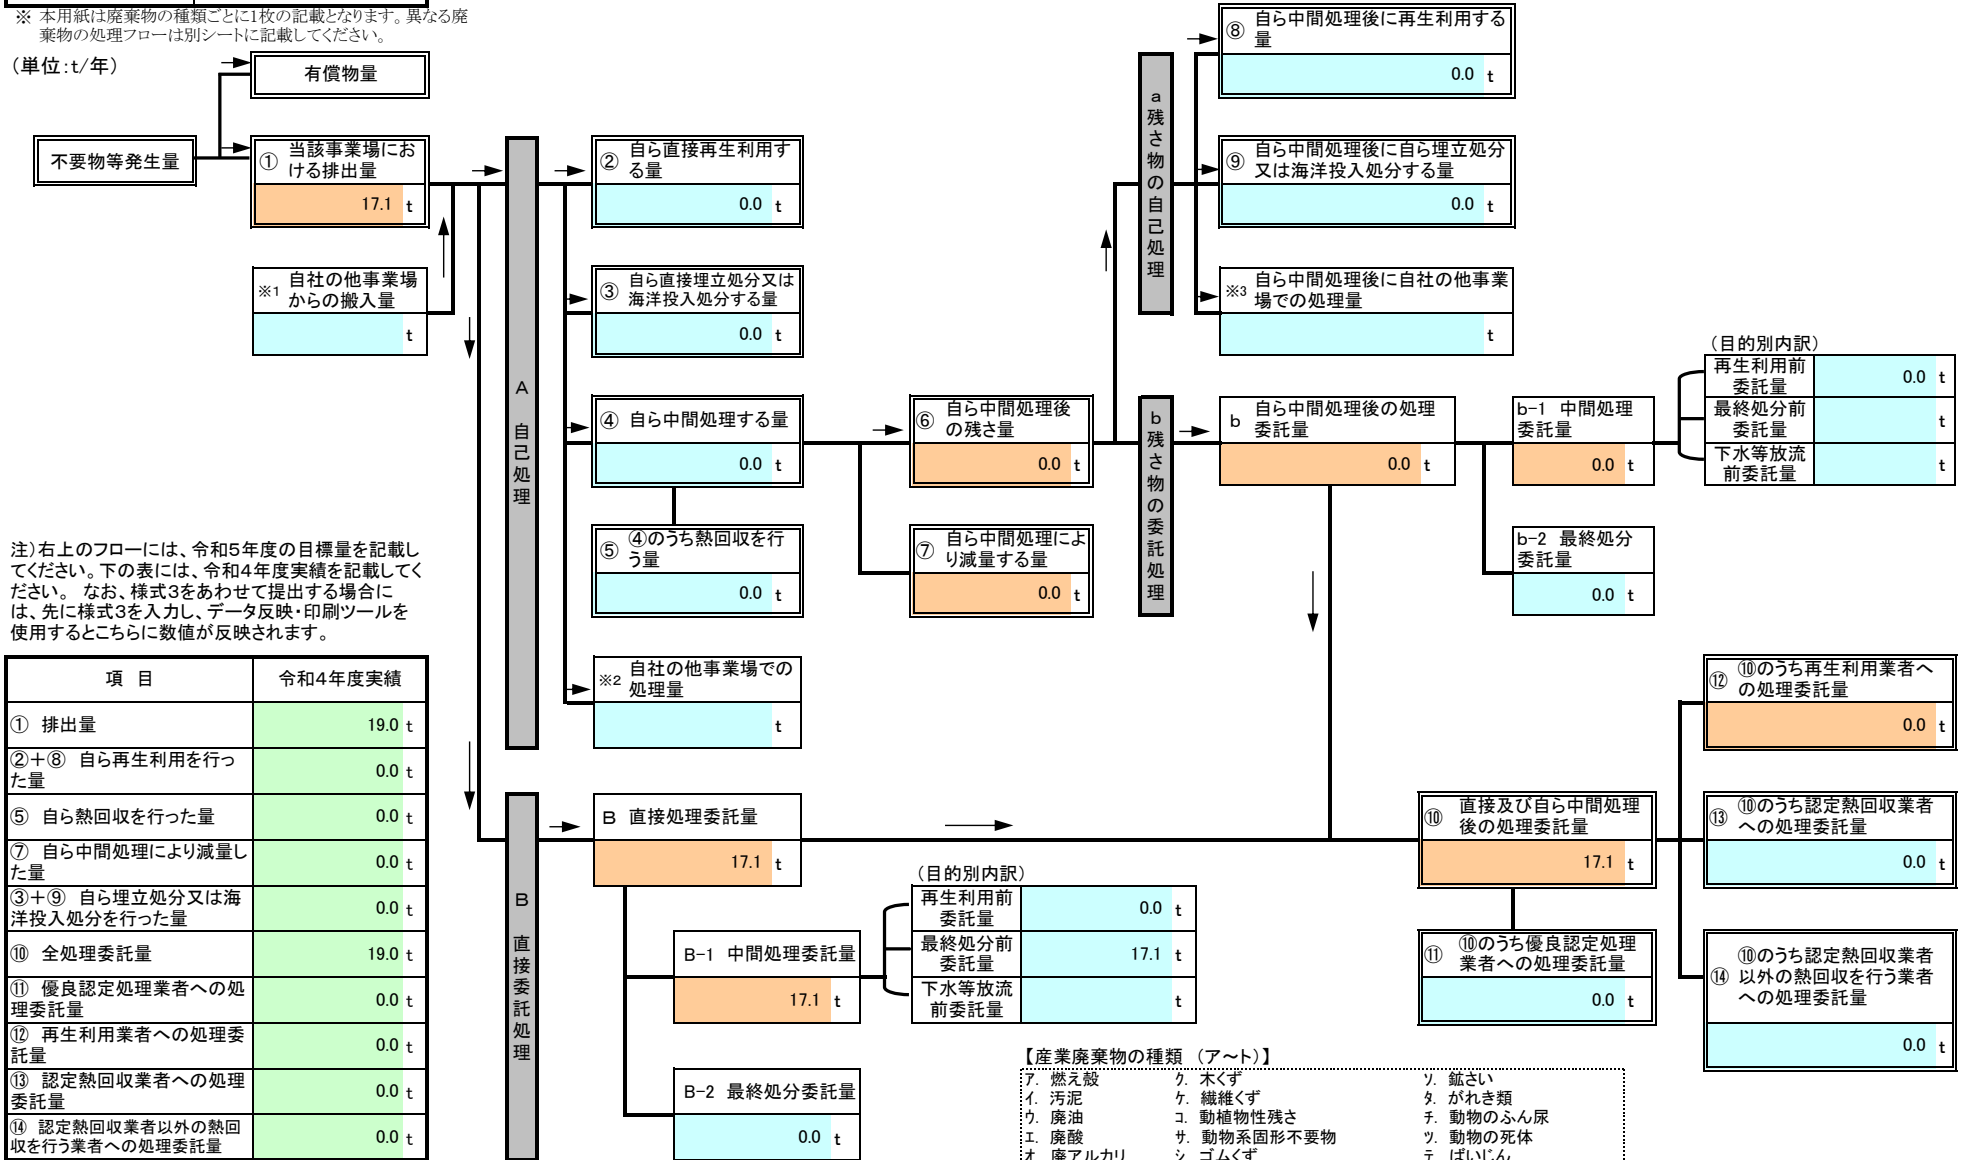 ※ 本用紙は廃棄物の種類ごとに1枚の記載となります。異なる廃
棄物の処理フローは別シートに記載してください。
(単位:t/年)
有償物量
不要物等発生量
① 当該事業場にお
ける排出量
17.1 t
※1 自社の他事業場
からの搬入量
t
A 自己処理
② 自ら直接再生利用す
る量
0.0 t
③ 自ら直接埋立処分又は
海洋投入処分する量
0.0 t
④ 自ら中間処理する量
0.0 t
⑤ ④のうち熱回収を行
う量
0.0 t
※2 自社の他事業場での
処理量
t
⑥ 自ら中間処理後
の残さ量
0.0 t
⑦ 自ら中間処理によ
り減量する量
0.0 t
a 残さ物の自己処理
⑧ 自ら中間処理後に再生利用する
量
0.0 t
⑨ 自ら中間処理後に自ら埋立処分
又は海洋投入処分する量
0.0 t
※3 自ら中間処理後に自社の他事業
場での処理量
t
b 残さ物の委託処理
b 自ら中間処理後の処理
委託量
0.0 t
b-1 中間処理
委託量
0.0 t
b-2 最終処分
委託量
0.0 t
(目的別内訳)
再生利用前
委託量
0.0 t
最終処分前
委託量
t
下水等放流
前委託量
t
注)右上のフローには、令和5年度の目標量を記載し
てください。下の表には、令和4年度実績を記載してく
ださい。 なお、様式3をあわせて提出する場合に
は、先に様式3を入力し、データ反映・印刷ツールを
使用するとこちらに数値が反映されます。
項 目 令和4年度実績
① 排出量 19.0 t
②+⑧ 自ら再生利用を行っ
た量 0.0 t
⑤ 自ら熱回収を行った量 0.0 t
⑦ 自ら中間処理により減量し
た量 0.0 t
③+⑨ 自ら埋立処分又は海
洋投入処分を行った量 0.0 t
⑩ 全処理委託量 19.0 t
⑪ 優良認定処理業者への処
理委託量 0.0 t
⑫ 再生利用業者への処理委
託量 0.0 t
⑬ 認定熱回収業者への処理
委託量 0.0 t
⑭ 認定熱回収業者以外の熱回
収を行う業者への処理委託量 0.0 t
B 直接委託処理
B 直接処理委託量
17.1 t
B-1 中間処理委託量
17.1 t
B-2 最終処分委託量
0.0 t
(目的別内訳)
再生利用前
委託量
0.0 t
最終処分前
委託量
17.1 t
下水等放流
前委託量
t
⑩ 直接及び自ら中間処理
後の処理委託量
17.1 t
⑪ ⑩のうち優良認定処理
業者への処理委託量
0.0 t
⑫ ⑩のうち再生利用業者へ
の処理委託量
0.0 t
⑬ ⑩のうち認定熱回収業者
への処理委託量
0.0 t
⑭ ⑩のうち認定熱回収業者
以外の熱回収を行う業者
への処理委託量
0.0 t
【産業廃棄物の種類 (ア~ト)】
ア. 燃え殻 ク. 木くず ソ. 鉱さい
イ. 汚泥 ケ. 繊維くず タ. がれき類
ウ. 廃油 コ. 動植物性残さ チ. 動物のふん尿
エ. 廃酸 サ. 動物系固形不要物 ツ. 動物の死体
オ. 廃アルカリ シ. ゴムくず テ. ばいじん